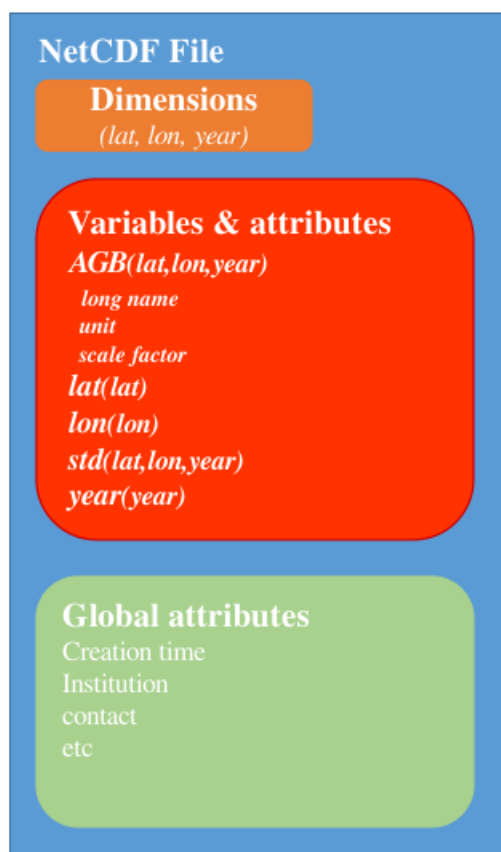 NetCDF File
Dimensions
(lat, lon, year)
Variables & attributes
AGB(lat,lon,year)
long name
unit
scale factor
lat(lat)
lon(lon)
std(lat,lon,year)
year(year)
Global attributes
Creation time
Institution
contact
etc